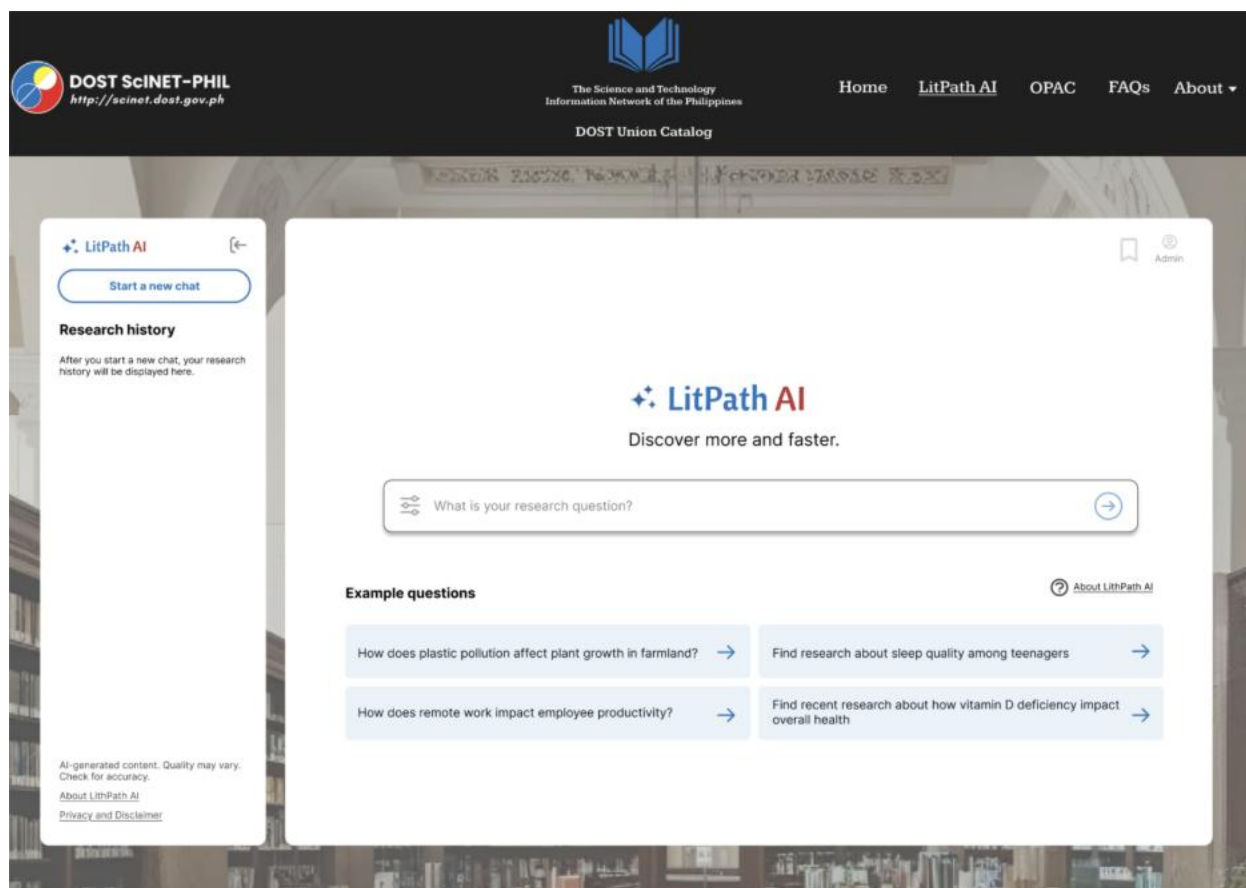 DOST ScINET-PHIL
http://scinet.dost.gov.ph
The Science and Technology
Information Network of the Philippines
DOST Union Catalog
Home
LitPath AI
OPAC
FAQs
About
LitPath AI
Start a new chat
Research history
After you start a new chat, your research
history will be displayed here.
AI-generated content. Quality may vary.
Check for accuracy.
About LithPath AI
Privacy and Disclaimer
Admin
LitPath AI
Discover more and faster.
What is your research question?
Example questions
About LithPath AI
How does plastic pollution affect plant growth in farmland?
Find research about sleep quality among teenagers
How does remote work impact employee productivity?
Find recent research about how vitamin D deficiency impact
overall health